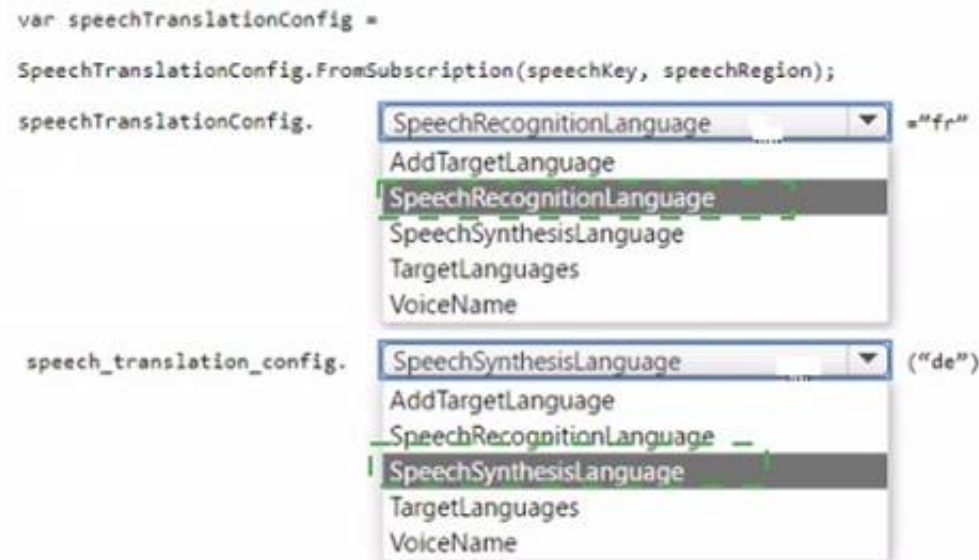 var speechTranslationConfig =
SpeechTranslationConfig.FromSubscription(speechKey, speechRegion);
speechTranslationConfig. SpeechRecognitionLanguage ="fr"
AddTargetLanguage
SpeechRecognitionLanguage
SpeechSynthesisLanguage
TargetLanguages
VoiceName
speech_translation_config. SpeechSynthesisLanguage ("de")
AddTargetLanguage
SpeechRecognitionLanguage
SpeechSynthesisLanguage
TargetLanguages
VoiceName